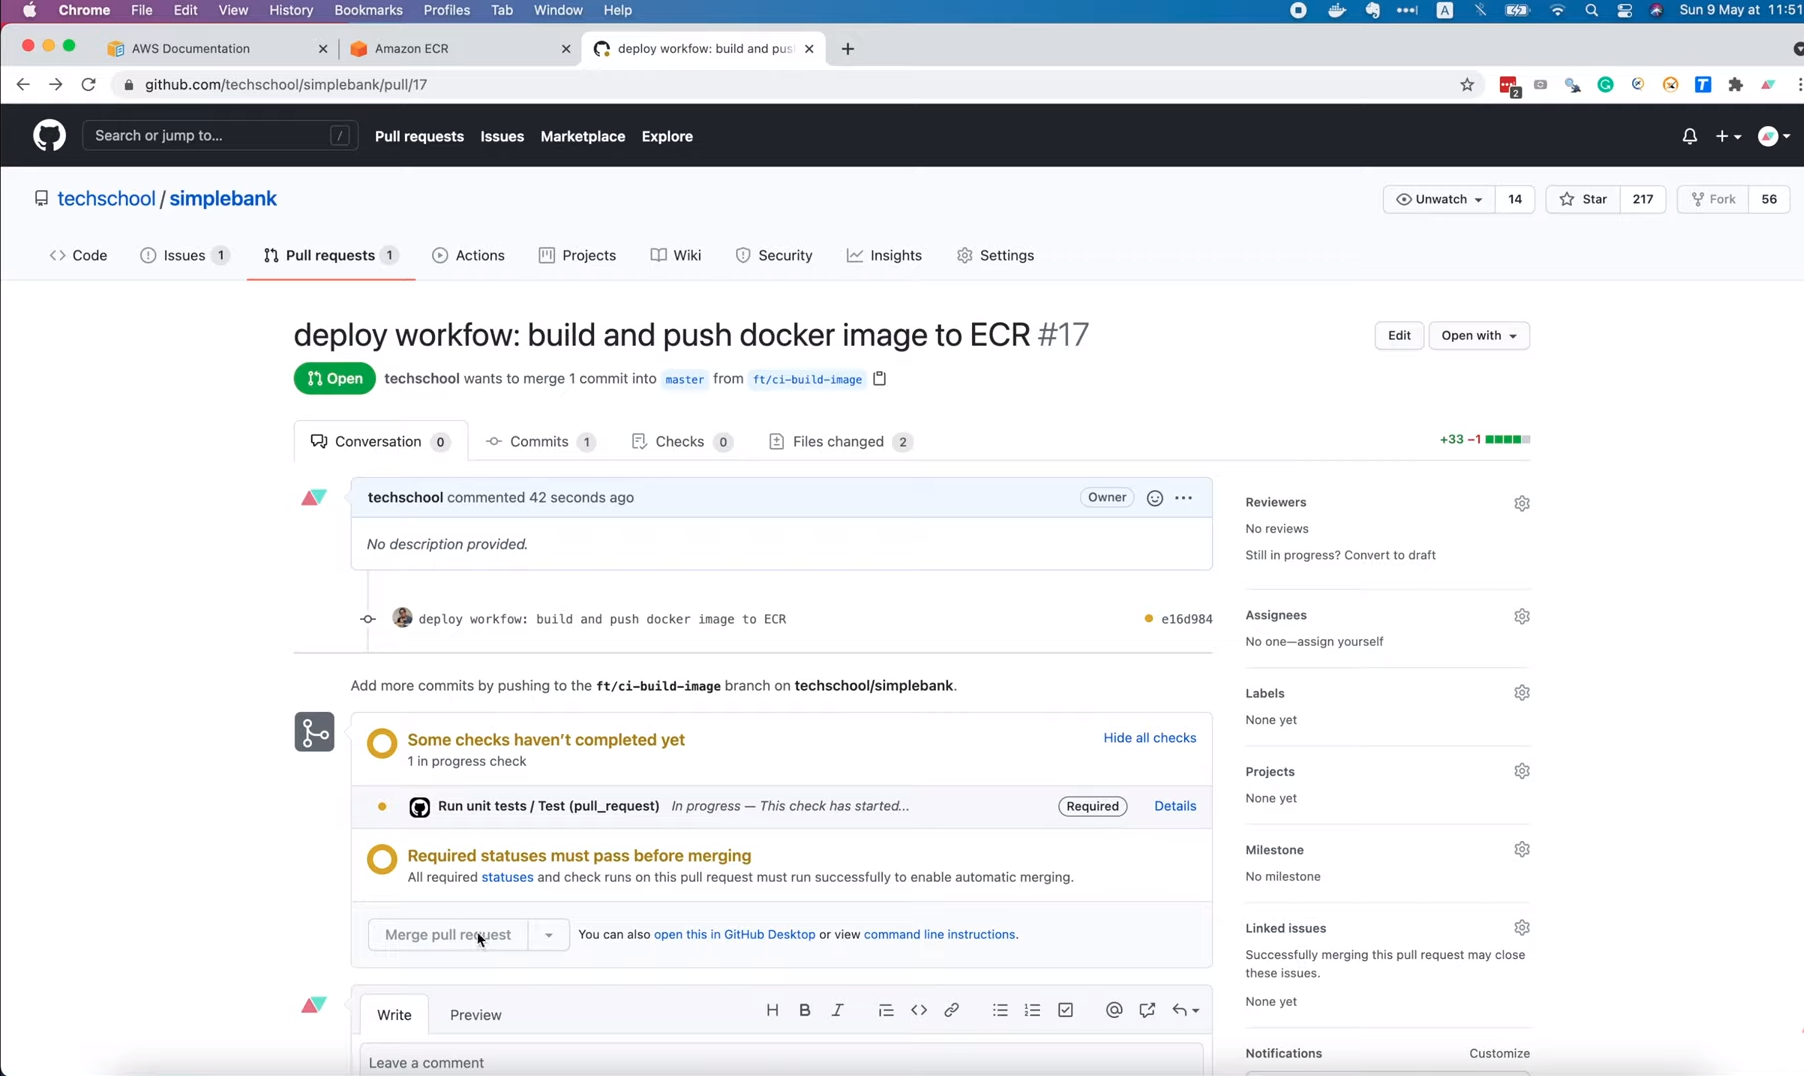 Chrome File Edit View History Bookmarks Profiles Tab Window Help A Sun 9 May at 11:51
AWS Documentation Amazon ECR deploy workfow: build and pus
github.com/techschool/simplebank/pull/17 2 T
Search or jump to... / Pull requests Issues Marketplace Explore
techschool / simplebank Unwatch 14 Star 217 Fork 56
Code Issues 1 Pull requests 1 Actions Projects Wiki Security Insights Settings
deploy workfow: build and push docker image to ECR #17 Edit Open with
Open techschool wants to merge 1 commit into master from ft/ci-build-image
Conversation 0 Commits 1 Checks 0 Files changed 2 +33 −1
techschool commented 42 seconds ago Owner
No description provided.
deploy workfow: build and push docker image to ECR e16d984
Add more commits by pushing to the ft/ci-build-image branch on techschool/simplebank.
Some checks haven’t completed yet Hide all checks
1 in progress check
Run unit tests / Test (pull_request) In progress — This check has started... Required Details
Required statuses must pass before merging
All required statuses and check runs on this pull request must run successfully to enable automatic merging.
Merge pull request You can also open this in GitHub Desktop or view command line instructions.
Write Preview H B I
Leave a comment
Reviewers
No reviews
Still in progress? Convert to draft
Assignees
No one—assign yourself
Labels
None yet
Projects
None yet
Milestone
No milestone
Linked issues
Successfully merging this pull request may close
these issues.
None yet
Notifications Customize